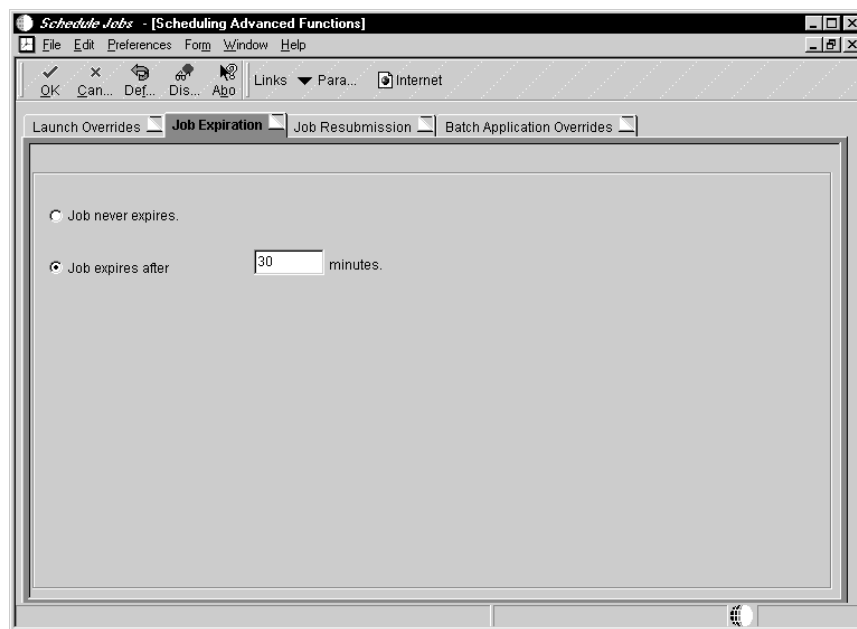 Schedule Jobs - [Scheduling Advanced Functions]
File Edit Preferences Form Window Help
OK Can... Def... Dis... Abo Links Para... Internet
Launch Overrides Job Expiration Job Resubmission Batch Application Overrides
Job never expires.
Job expires after 30 minutes.